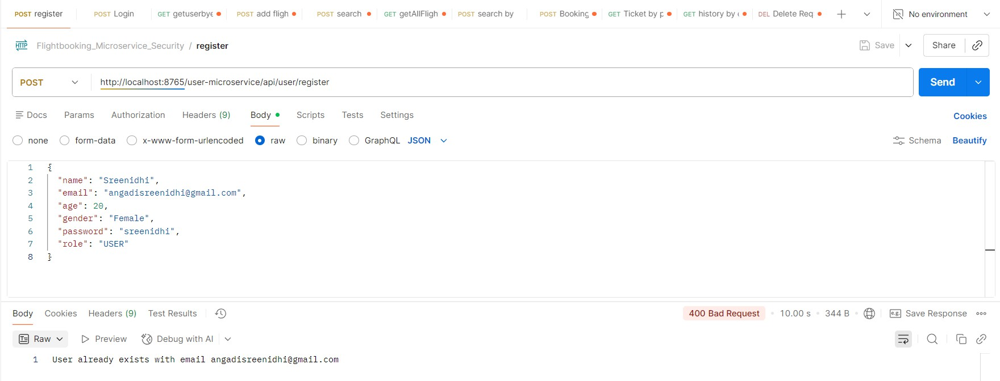 POST register POST Login GET getuserbye POST add fligh POST search GET getAllFligh POST search by POST Booking GET Ticket by p GET history by DEL Delete Req No environment
HTTP Flightbooking_Microservice_Security / register Save Share
POST http://localhost:8765/user-microservice/api/user/register Send
Docs Params Authorization Headers (9) Body Scripts Tests Settings Cookies
none form-data x-www-form-urlencoded raw binary GraphQL JSON Schema Beautify
1 {
2 "name": "Sreenidhi",
3 "email": "angadisreenidhi@gmail.com",
4 "age": 20,
5 "gender": "Female",
6 "password": "sreenidhi",
7 "role": "USER"
8 }
Body Cookies Headers (9) Test Results 400 Bad Request • 10.00 s • 344 B • e.g. Save Response
Raw Preview Debug with AI
1 User already exists with email angadisreenidhi@gmail.com